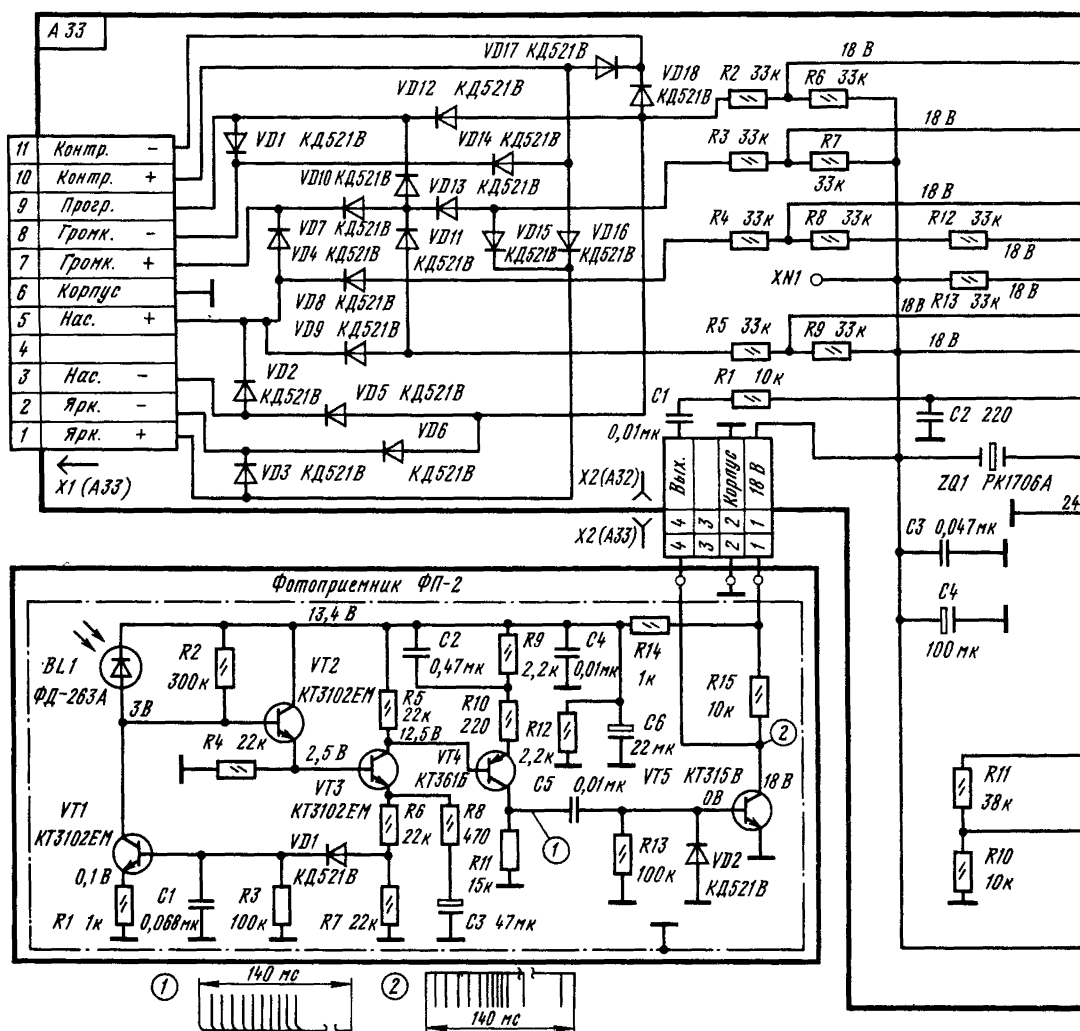 А 33
VD17 КД521В
VD18
КД521В
VD12 КД521В
18 В
R2 33к
R6 33к
VD1 КД521В
VD14 КД521В
R3 33к
18 В
R7
33к
VD10 КД521В
VD13 КД521В
11 Контр. -
10 Контр. +
9 Прогр.
8 Громк. -
7 Громк. +
6 Корпус
5 Нас. +
4
3 Нас. -
2 Ярк. -
1 Ярк. +
X1 (А33)
VD7 КД521В
VD4 КД521В
VD11
КД521В
VD15
КД521В
VD16
КД521В
18 В
R4 33к
R8 33к
R12 33к
18 В
XN1
R13 33к
18 В
VD8 КД521В
VD9 КД521В
18 В
R5 33к
R9 33к
18 В
VD2
КД521В
VD5 КД521В
VD6
КД521В
VD3 КД521В
R1 10к
C1
0,01мк
C2 220
ZQ1 РК1706А
24
X2(А32)
X2(А33)
Вых.
Корпус
18 В
4 3 2 1
4 3 2 1
C3 0,047мк
C4
100 мк
Фотоприемник ФП-2
13,4 В
BL1
ФД-263А
R2
300к
VT2
КТ3102ЕМ
C2
0,47мк
R9
2,2к
C4
0,01мк
R14
1к
R15
10к
R5
22к
R10
220
3В
R4 22к
2,5 В
12,5В
R12
2,2к
C6
22 мк
2
VT3
КТ3102ЕМ
VT4
КТ361Б
C5
0,01мк
VT5
КТ315В
0В
18 В
VT1
КТ3102ЕМ
VD1
КД521В
R6
22к
R8
470
R11
15к
1
R13
100к
VD2
КД521В
0,1 В
R1 1к
C1
0,068мк
R3
100к
R7 22к
C3 47мк
R11
38к
R10
10к
1
140 мс
2
140 мс